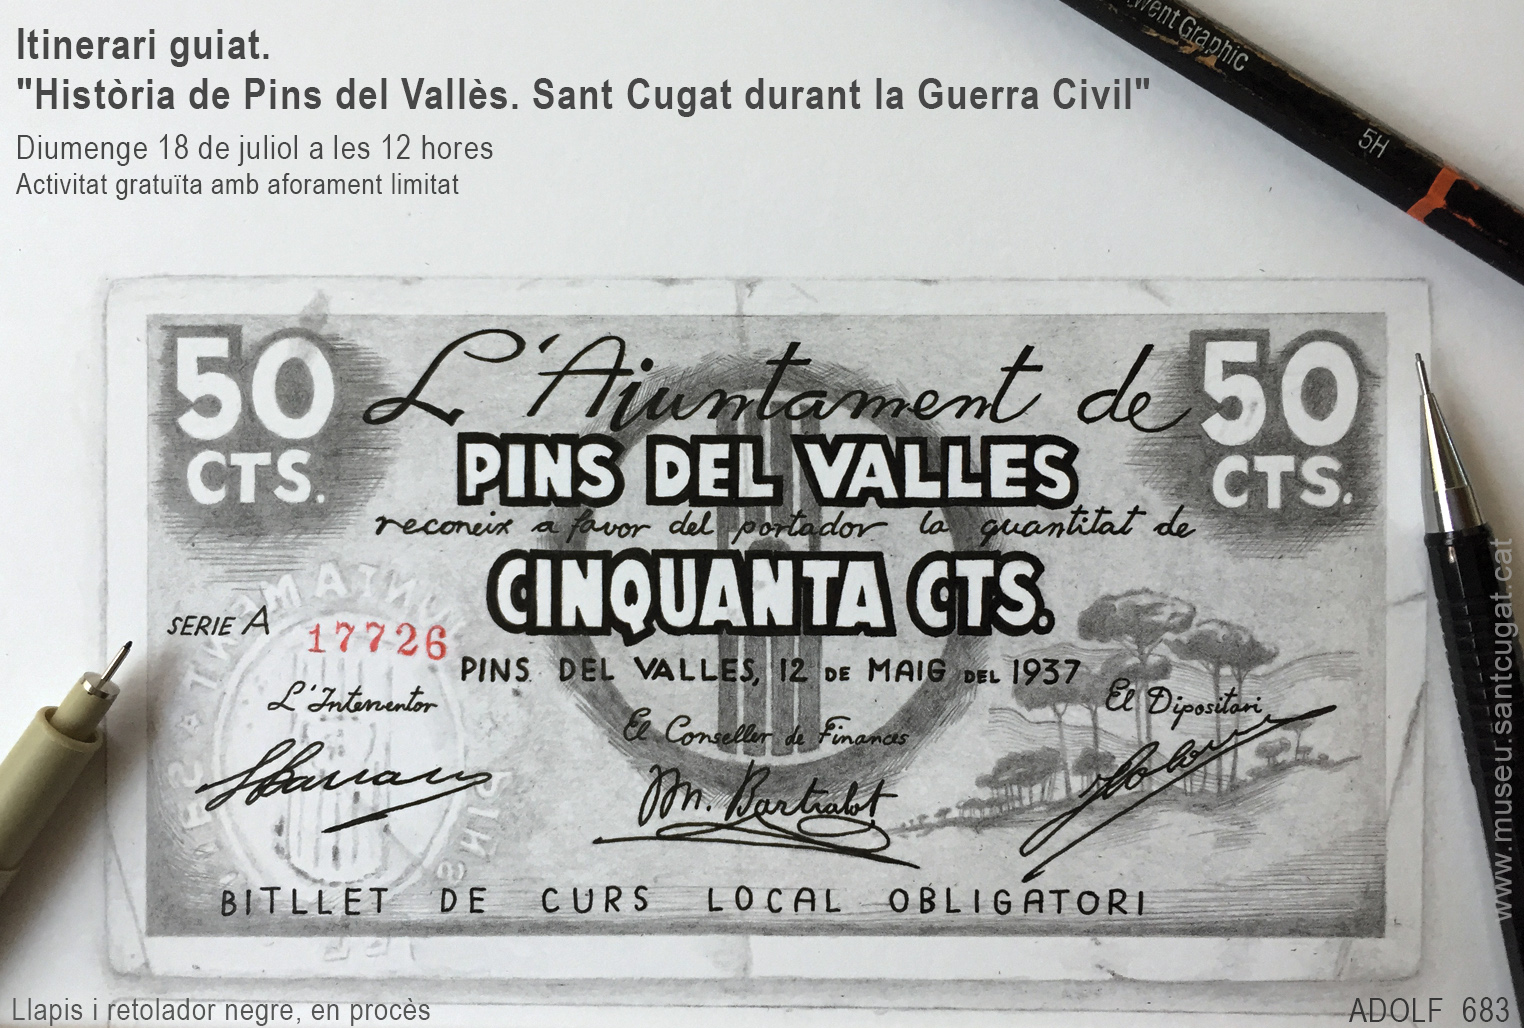 Itinerari guiat.
"Història de Pins del Vallès. Sant Cugat durant la Guerra Civil"
Diumenge 18 de juliol a les 12 hores
Activitat gratuïta amb aforament limitat
Graphic
5H
50 CTS.
L'Ajuntament de
50 CTS.
PINS DEL VALLES
reconeix a favor del portador la quantitat de
CINQUANTA CTS.
SERIE A
17726
PINS DEL VALLES, 12 DE MAIG DEL 1937
L'Interventor
El Conseller de Finances
El Dipositari
M. Bartralot
BITLLET DE CURS LOCAL OBLIGATORI
www.museu.santcugat.cat
Llapis i retolador negre, en procès
ADOLF 683